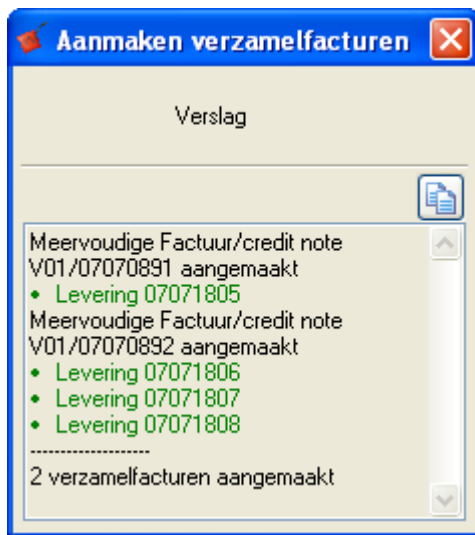 Aanmaken verzamelfacturen
Verslag
Meervoudige Factuur/credit note
V01/07070891 aangemaakt
• Levering 07071805
Meervoudige Factuur/credit note
V01/07070892 aangemaakt
• Levering 07071806
• Levering 07071807
• Levering 07071808
--------------------
2 verzamelfacturen aangemaakt